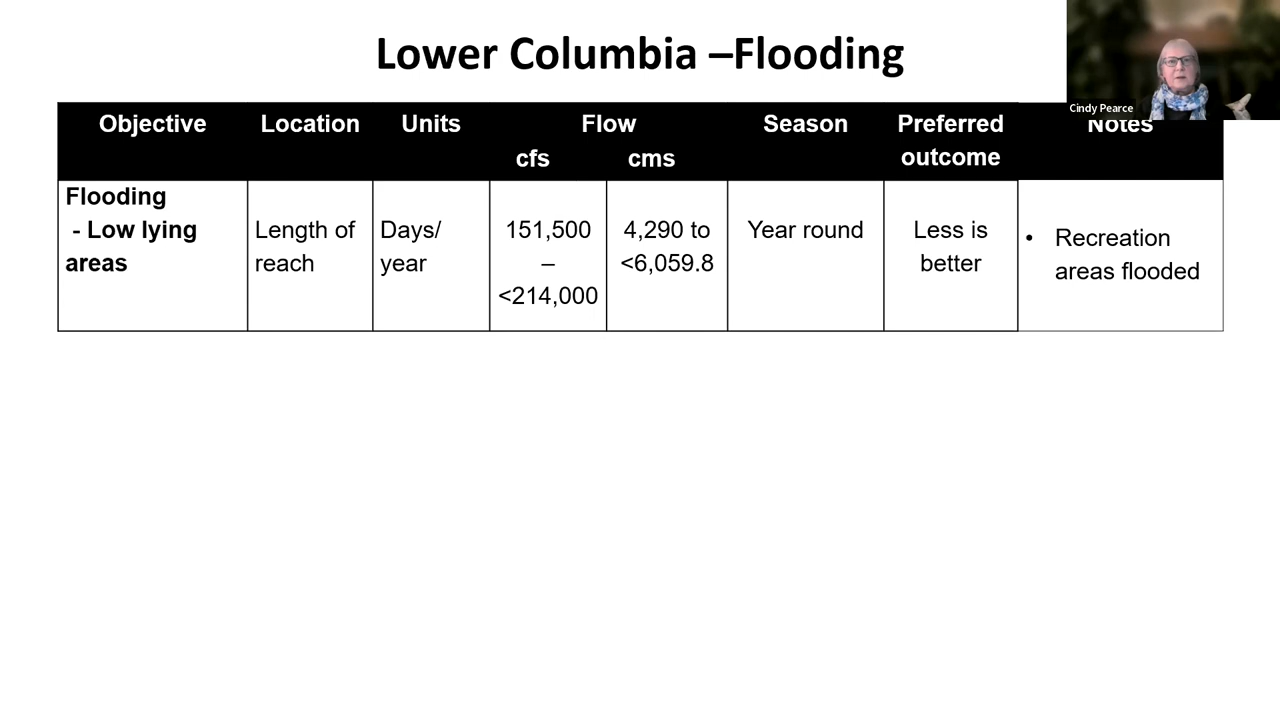 Lower Columbia –Flooding
Cindy Pearce
Objective
Location
Units
Flow
cfs
cms
Season
Preferred
outcome
Notes
Flooding
- Low lying
areas
Length of
reach
Days/
year
151,500
–
<214,000
4,290 to
<6,059.8
Year round
Less is
better
• Recreation
areas flooded